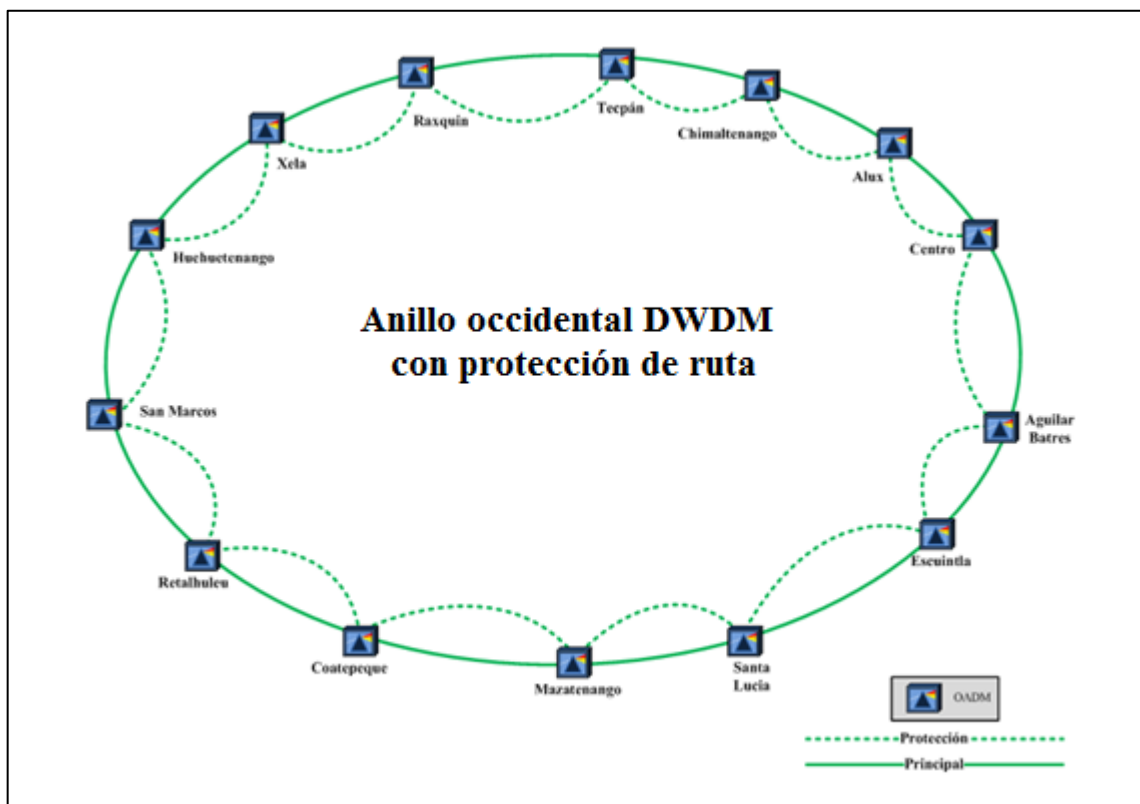 Raxquin
Tecpán
Chimaltenango
Xela
Alux
Huehuetenango
Centro
Anillo occidental DWDM
con protección de ruta
San Marcos
Aguilar
Batres
Escuintla
Retalhuleu
Coatepeque
Mazatenango
Santa
Lucia
OADM
Protección
Principal